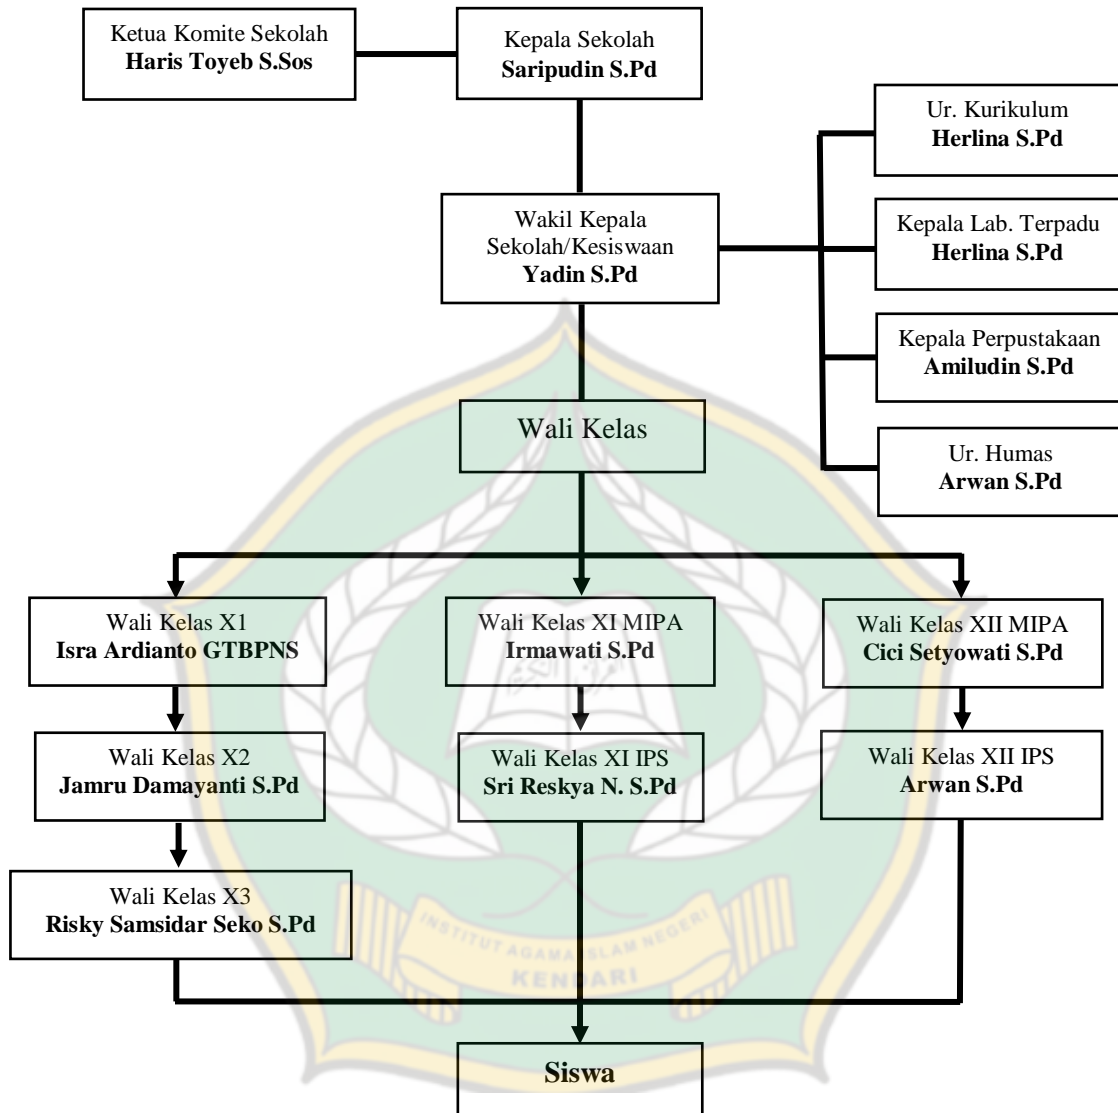 Ketua Komite Sekolah
Haris Toyeb S.Sos
Kepala Sekolah
Saripudin S.Pd
Ur. Kurikulum
Herlina S.Pd
Wakil Kepala
Sekolah/Kesiswaan
Yadin S.Pd
Kepala Lab. Terpadu
Herlina S.Pd
Kepala Perpustakaan
Amiludin S.Pd
Wali Kelas
Ur. Humas
Arwan S.Pd
Wali Kelas X1
Isra Ardianto GTBPNS
Wali Kelas XI MIPA
Irmawati S.Pd
Wali Kelas XII MIPA
Cici Setyowati S.Pd
Wali Kelas X2
Jamru Damayanti S.Pd
Wali Kelas XI IPS
Sri Reskya N. S.Pd
Wali Kelas XII IPS
Arwan S.Pd
Wali Kelas X3
Risky Samsidar Seko S.Pd
INSTITUT AGAMA ISLAM NEGERI
KENDARI
Siswa